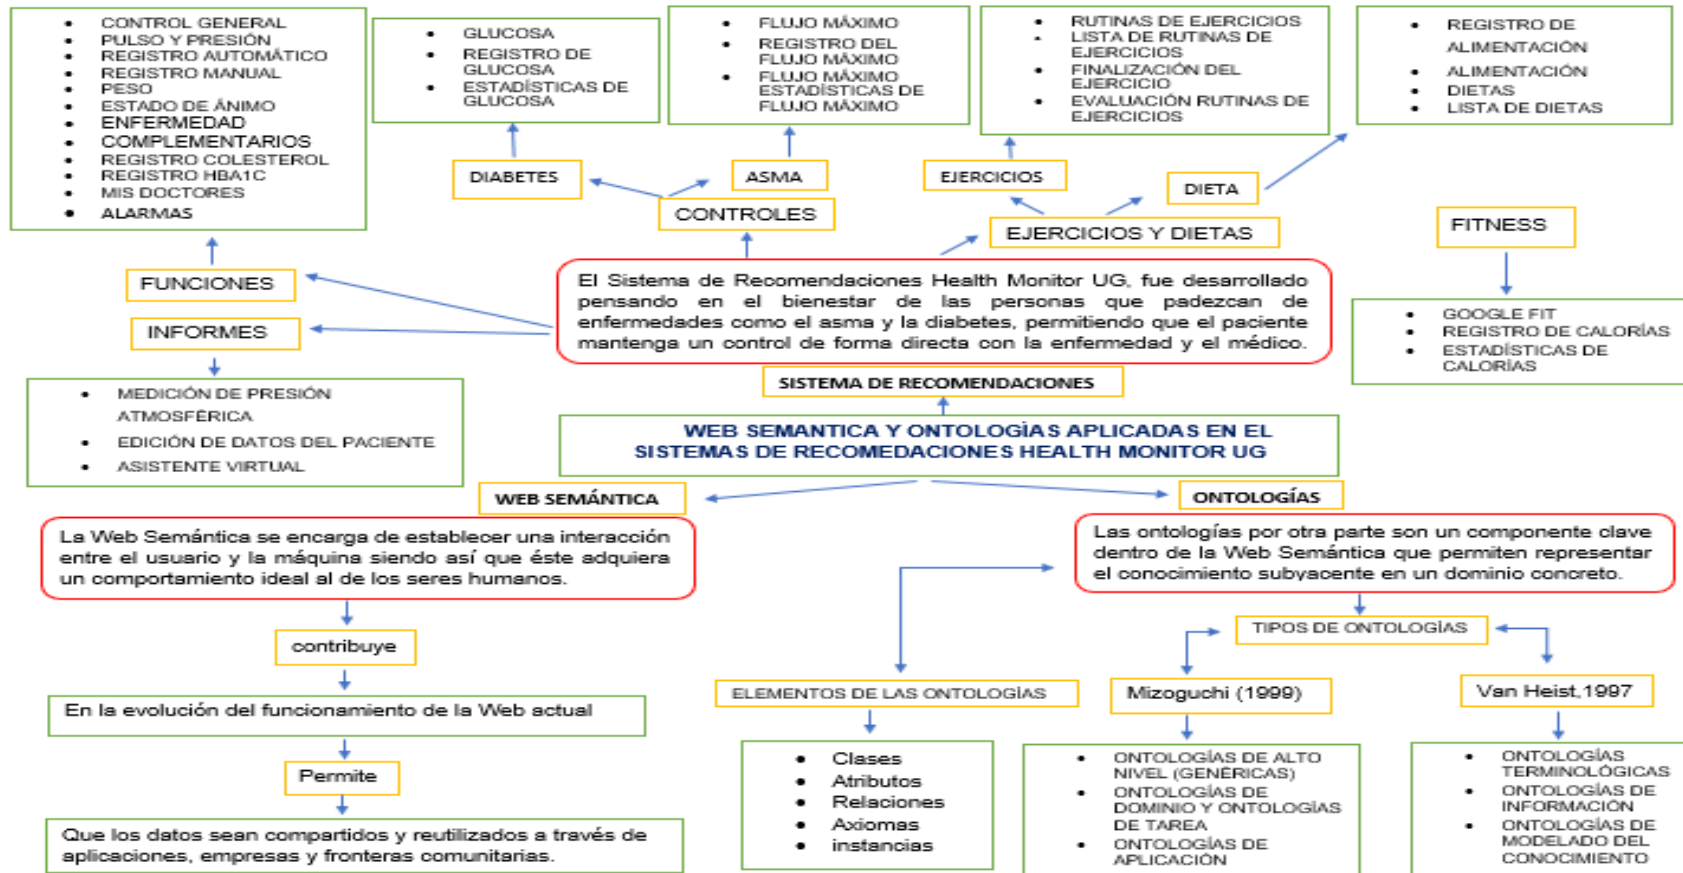 CONTROL GENERAL
PULSO Y PRESIÓN
REGISTRO AUTOMÁTICO
REGISTRO MANUAL
PESO
ESTADO DE ÁNIMO
ENFERMEDAD
COMPLEMENTARIOS
REGISTRO COLESTEROL
REGISTRO HBA1C
MIS DOCTORES
ALARMAS
GLUCOSA
REGISTRO DE
GLUCOSA
ESTADÍSTICAS DE
GLUCOSA
FLUJO MÁXIMO
REGISTRO DEL
FLUJO MÁXIMO
FLUJO MÁXIMO
ESTADÍSTICAS DE
FLUJO MÁXIMO
RUTINAS DE EJERCICIOS
LISTA DE RUTINAS DE
EJERCICIOS
FINALIZACIÓN DEL
EJERCICIO
EVALUACIÓN RUTINAS DE
EJERCICIOS
REGISTRO DE
ALIMENTACIÓN
ALIMENTACIÓN
DIETAS
LISTA DE DIETAS
DIABETES
ASMA
EJERCICIOS
DIETA
CONTROLES
EJERCICIOS Y DIETAS
FITNESS
FUNCIONES
INFORMES
El Sistema de Recomendaciones Health Monitor UG, fue desarrollado
pensando en el bienestar de las personas que padezcan de
enfermedades como el asma y la diabetes, permitiendo que el paciente
mantenga un control de forma directa con la enfermedad y el médico.
GOOGLE FIT
REGISTRO DE CALORÍAS
ESTADÍSTICAS DE
CALORÍAS
MEDICIÓN DE PRESIÓN
ATMOSFÉRICA
EDICIÓN DE DATOS DEL PACIENTE
ASISTENTE VIRTUAL
SISTEMA DE RECOMENDACIONES
WEB SEMANTICA Y ONTOLOGÌAS APLICADAS EN EL
SISTEMAS DE RECOMEDACIONES HEALTH MONITOR UG
WEB SEMÁNTICA
ONTOLOGÍAS
La Web Semántica se encarga de establecer una interacción
entre el usuario y la máquina siendo así que éste adquiera
un comportamiento ideal al de los seres humanos.
Las ontologías por otra parte son un componente clave
dentro de la Web Semántica que permiten representar
el conocimiento subyacente en un dominio concreto.
contribuye
TIPOS DE ONTOLOGÍAS
En la evolución del funcionamiento de la Web actual
ELEMENTOS DE LAS ONTOLOGÍAS
Mizoguchi (1999)
Van Heist,1997
Permite
Que los datos sean compartidos y reutilizados a través de
aplicaciones, empresas y fronteras comunitarias.
Clases
Atributos
Relaciones
Axiomas
instancias
ONTOLOGÍAS DE ALTO
NIVEL (GENÉRICAS)
ONTOLOGÍAS DE
DOMINIO Y ONTOLOGÍAS
DE TAREA
ONTOLOGÍAS DE
APLICACIÓN
ONTOLOGÍAS
TERMINOLÓGICAS
ONTOLOGÍAS DE
INFORMACIÓN
ONTOLOGÍAS DE
MODELADO DEL
CONOCIMIENTO